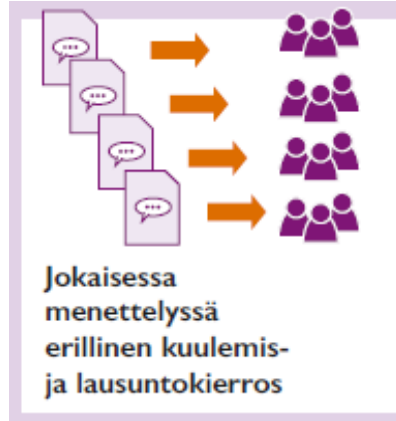 Jokaisessa
menettelyssä
erillinen kuulemis-
ja lausuntokierros